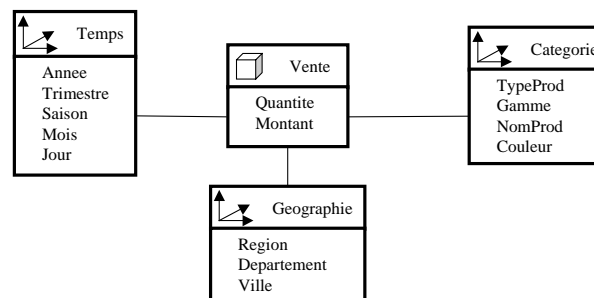 Temps
Annee
Trimestre
Saison
Mois
Jour
Vente
Quantite
Montant
Categorie
TypeProd
Gamme
NomProd
Couleur
Geographie
Region
Departement
Ville